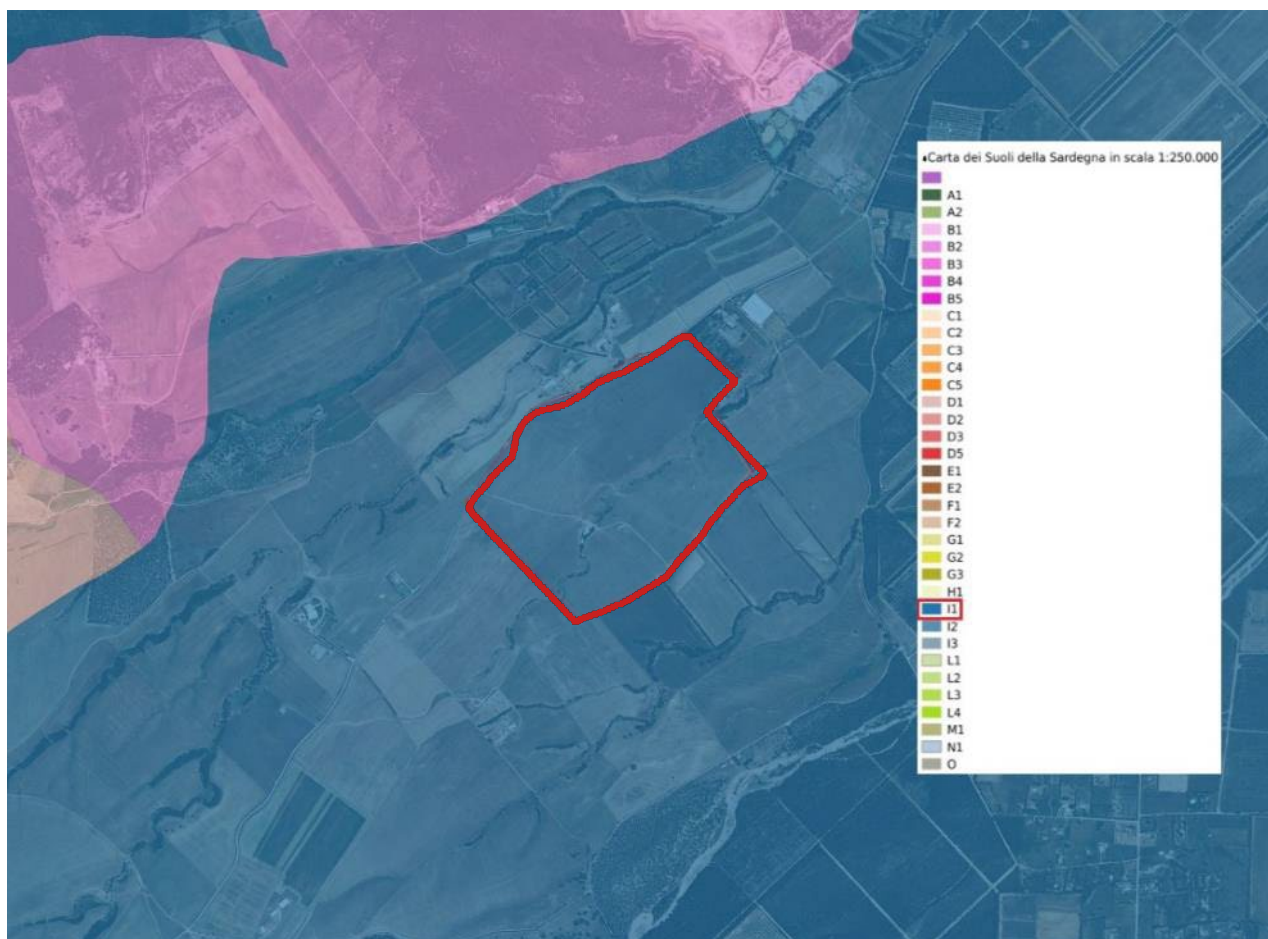 Carta dei Suoli della Sardegna in scala 1:250.000
A1
A2
B1
B2
B3
B4
B5
C1
C2
C3
C4
C5
D1
D2
D3
D5
E1
E2
F1
F2
G1
G2
G3
H1
I1
I2
I3
L1
L2
L3
L4
M1
N1
O